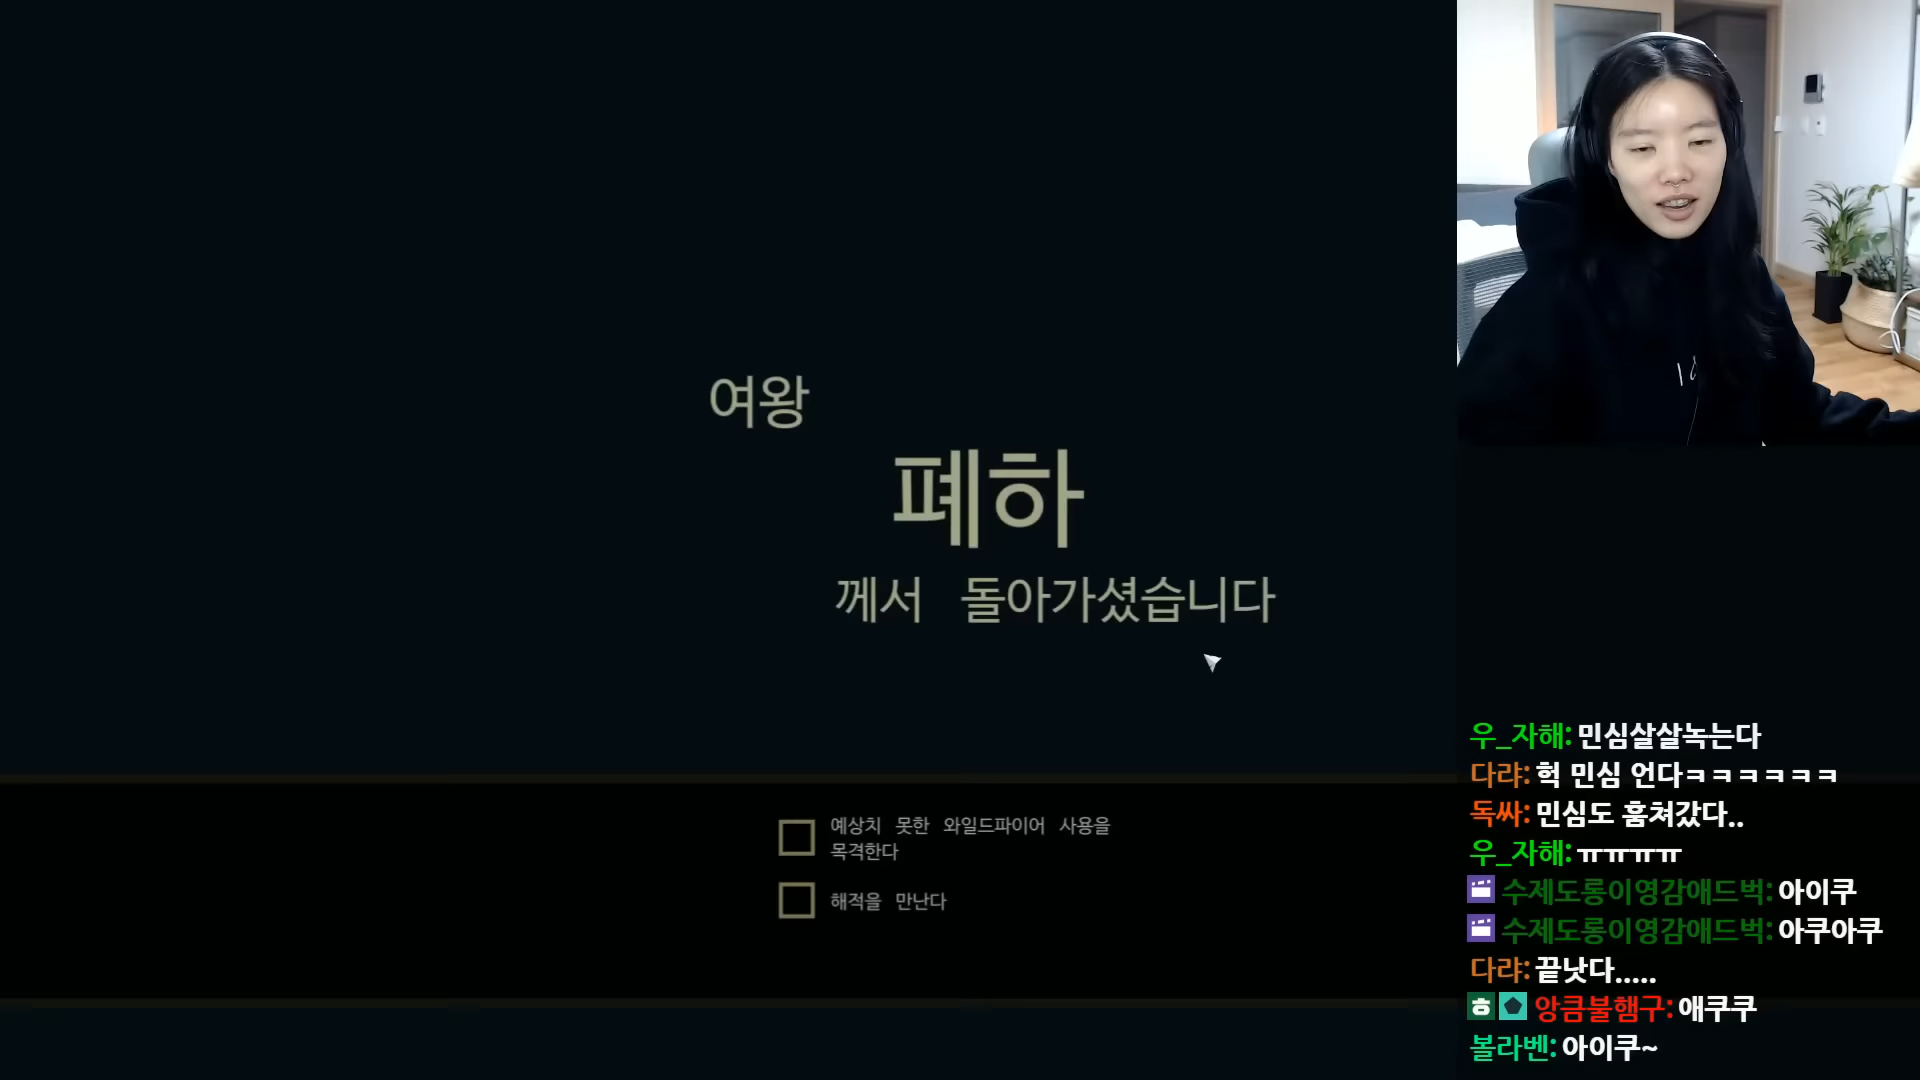 여왕
폐하
께서 돌아가셨습니다
예상치 못한 와일드파이어 사용을
목격한다
해적을 만난다
우_자해: 민심살살녹는다
다랴: 헉 민심 언다ㅋㅋㅋㅋㅋㅋ
독싸: 민심도 훔쳐갔다..
우_자해: ㅠㅠㅠㅠ
수제도롱이영감애드벅: 아이쿠
수제도롱이영감애드벅: 아쿠아쿠
다랴: 끝낫다.....
ㅎ 앙큼불햄구: 애쿠쿠
볼라벤: 아이쿠~